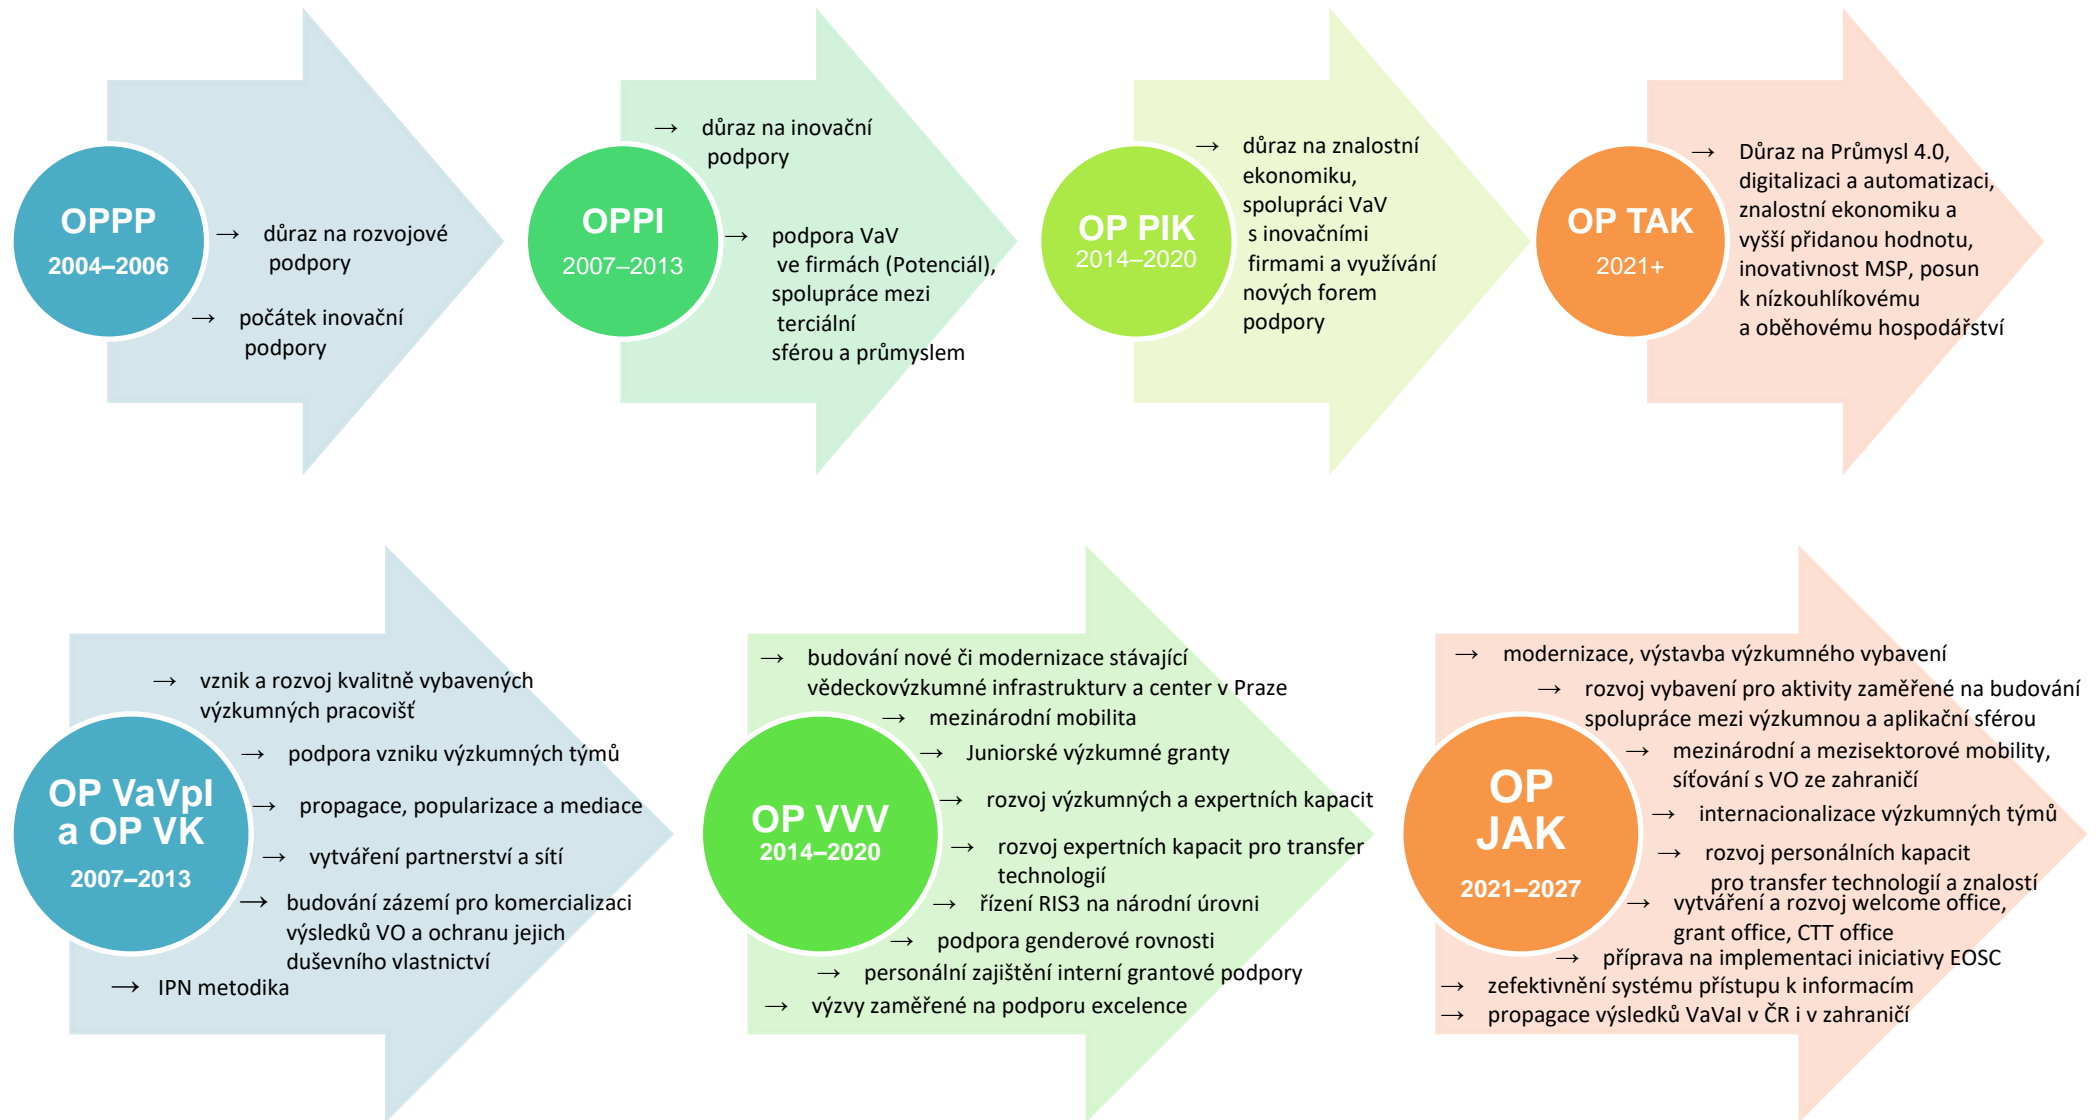 OPPP
2004–2006
→ důraz na rozvojové
podpory
→ počátek inovační
podpory
OPPI
2007–2013
→ důraz na inovační
podpory
→ podpora VaV
ve firmách (Potenciál),
spolupráce mezi
terciální
sférou a průmyslem
OP PIK
2014–2020
→ důraz na znalostní
ekonomiku,
spolupráci VaV
s inovačními
firmami a využívání
nových forem
podpory
OP TAK
2021+
→ Důraz na Průmysl 4.0,
digitalizaci a automatizaci,
znalostní ekonomiku a
vyšší přidanou hodnotu,
inovativnost MSP, posun
k nízkouhlíkovému
a oběhovému hospodářství
OP VaVpI
a OP VK
2007–2013
→ vznik a rozvoj kvalitně vybavených
výzkumných pracovišť
→ podpora vzniku výzkumných týmů
→ propagace, popularizace a mediace
→ vytváření partnerství a sítí
→ budování zázemí pro komercializaci
výsledků VO a ochranu jejich
duševního vlastnictví
→ IPN metodika
OP VVV
2014–2020
→ budování nové či modernizace stávající
vědeckovýzkumné infrastruktury a center v Praze
→ mezinárodní mobilita
→ Juniorské výzkumné granty
→ rozvoj výzkumných a expertních kapacit
→ rozvoj expertních kapacit pro transfer
technologií
→ řízení RIS3 na národní úrovni
→ podpora genderové rovnosti
→ personální zajištění interní grantové podpory
→ výzvy zaměřené na podporu excelence
OP
JAK
2021–2027
→ modernizace, výstavba výzkumného vybavení
→ rozvoj vybavení pro aktivity zaměřené na budování
spolupráce mezi výzkumnou a aplikační sférou
→ mezinárodní a mezisektorové mobility,
síťování s VO ze zahraničí
→ internacionalizace výzkumných týmů
→ rozvoj personálních kapacit
pro transfer technologií a znalostí
→ vytváření a rozvoj welcome office,
grant office, CTT office
→ příprava na implementaci iniciativy EOSC
→ zefektivnění systému přístupu k informacím
→ propagace výsledků VaVaI v ČR i v zahraničí